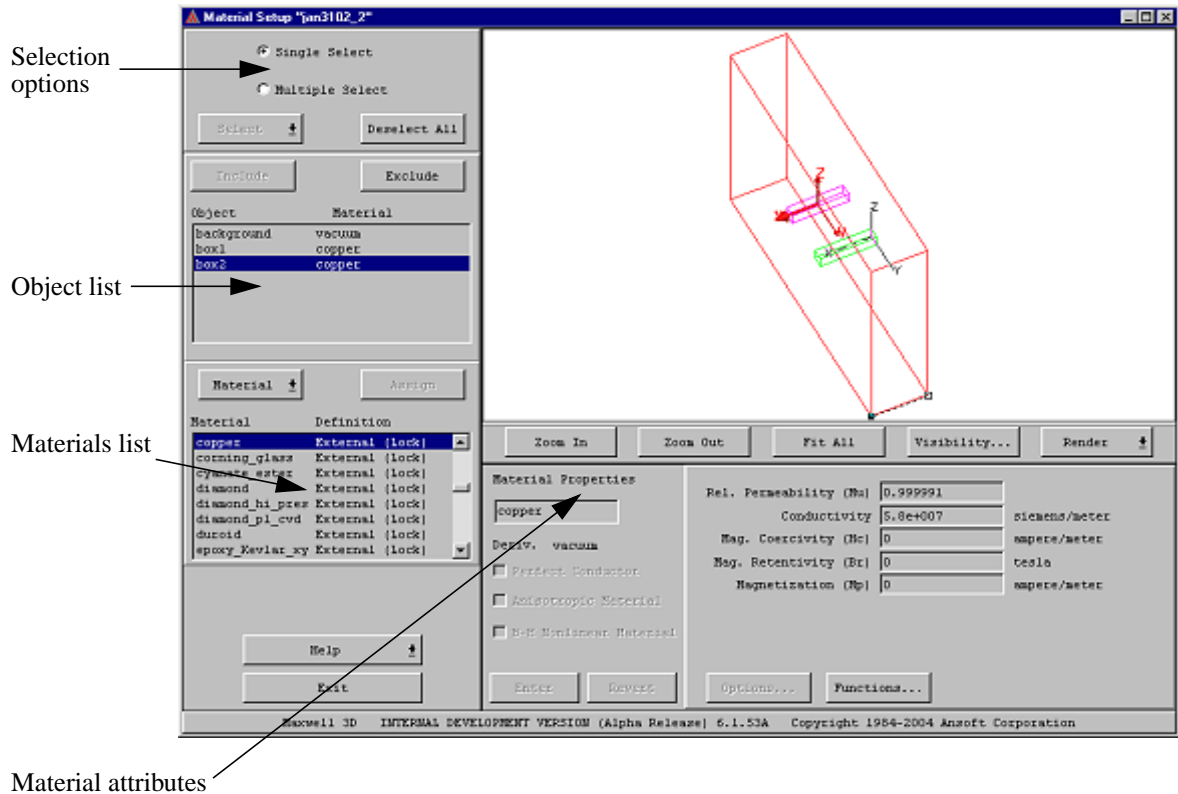 Material Setup "jan3102_2"
Selection options
Single Select
Multiple Select
Select
Deselect All
Include
Exclude
Object Material
background vacuum
box1 copper
box2 copper
Object list
Material
Assign
Material Definition
Materials list
copper External (lock)
corning_glass External (lock)
cyanate_ester External (lock)
diamond External (lock)
diamond_hi_pres External (lock)
diamond_pl_cvd External (lock)
duroid External (lock)
epoxy_Kevlar_xy External (lock)
Help
Exit
Z
Z
X
Y
Zoom In
Zoom Out
Fit All
Visibility...
Render
Material Properties
copper
Deriv. vacuum
Perfect Conductor
Anisotropic Material
B-H Nonlinear Material
Enter
Revert
Rel. Permeability (Mu) 0.999991
Conductivity 5.8e+007 siemens/meter
Mag. Coercivity (Hc) 0 ampere/meter
Mag. Retentivity (Br) 0 tesla
Magnetization (Mp) 0 ampere/meter
Options...
Functions...
Maxwell 3D INTERNAL DEVELOPMENT VERSION (Alpha Release) 6.1.53A Copyright 1984-2004 Ansoft Corporation
Material attributes